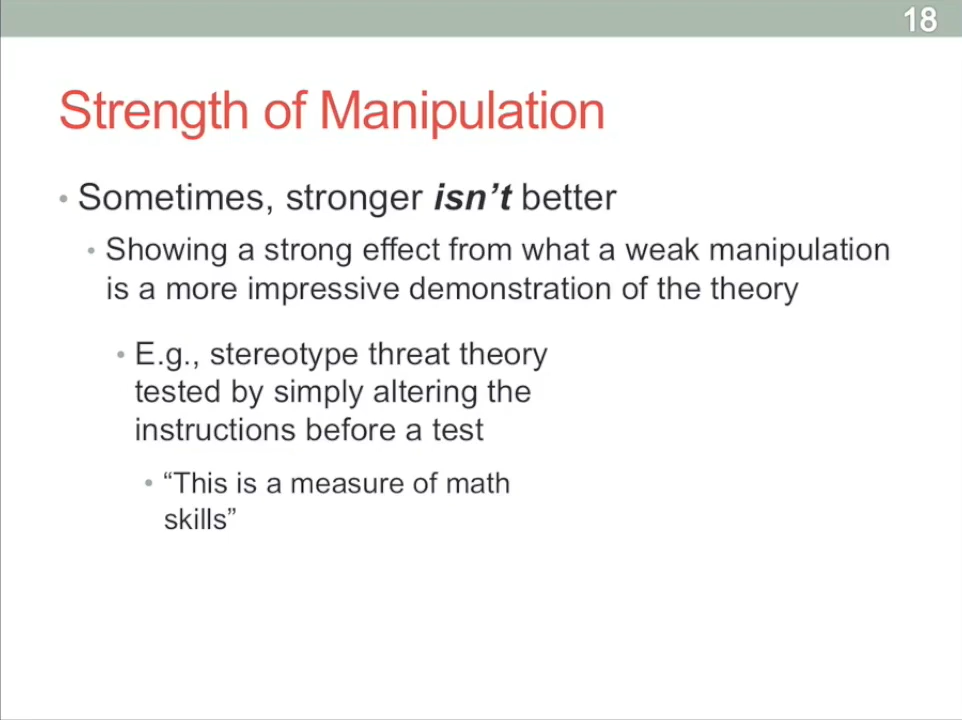 18
Strength of Manipulation
• Sometimes, stronger isn’t better
• Showing a strong effect from what a weak manipulation
is a more impressive demonstration of the theory
• E.g., stereotype threat theory
tested by simply altering the
instructions before a test
• “This is a measure of math
skills”